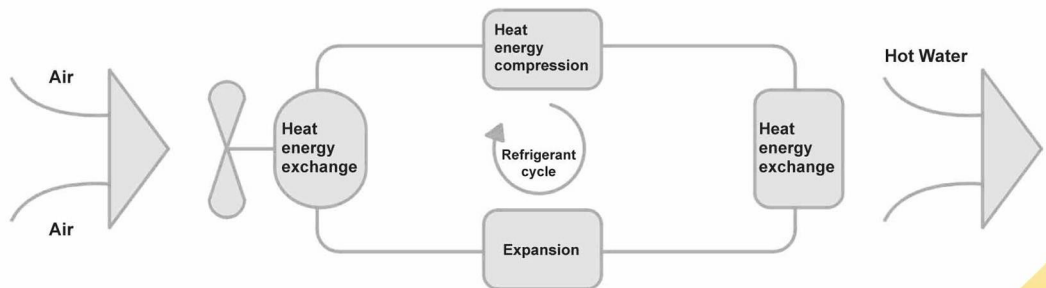 Air
Air
Heat
energy
exchange
Heat
energy
compression
Refrigerant
cycle
Expansion
Heat
energy
exchange
Hot Water